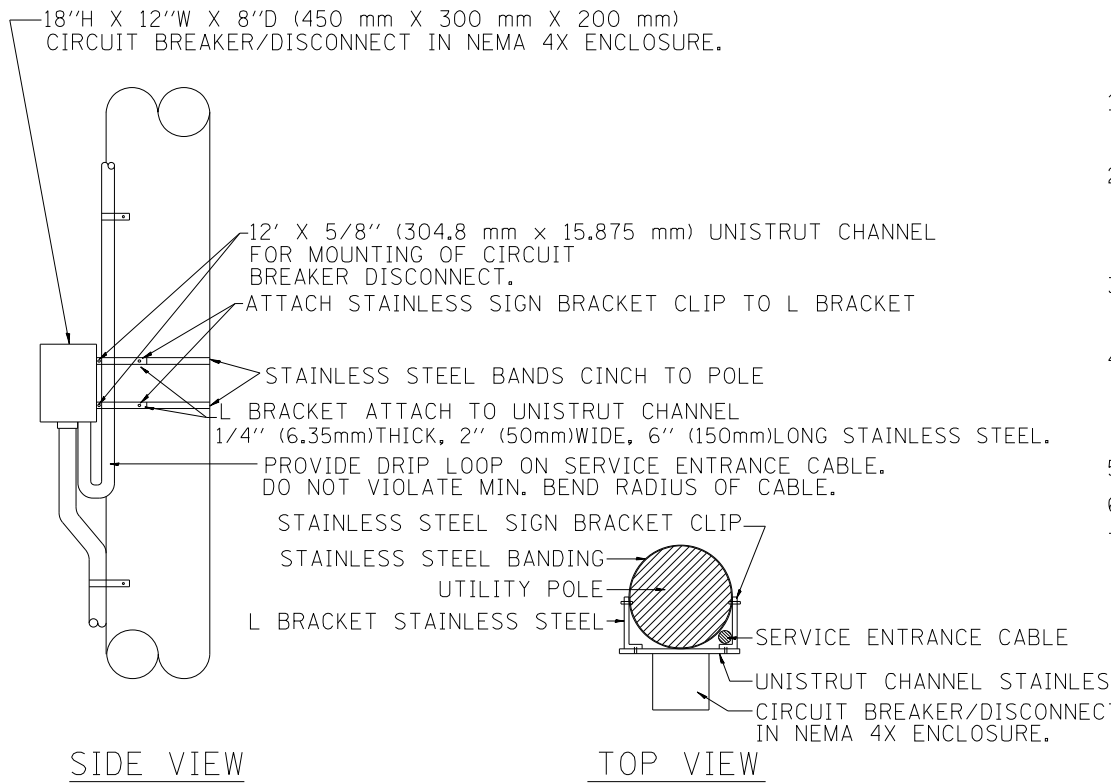 18''H X 12''W X 8''D (450 mm X 300 mm X 200 mm)
CIRCUIT BREAKER/DISCONNECT IN NEMA 4X ENCLOSURE.
12' X 5/8'' (304.8 mm x 15.875 mm) UNISTRUT CHANNEL
FOR MOUNTING OF CIRCUIT
BREAKER DISCONNECT.
ATTACH STAINLESS SIGN BRACKET CLIP TO L BRACKET
STAINLESS STEEL BANDS CINCH TO POLE
L BRACKET ATTACH TO UNISTRUT CHANNEL
1/4'' (6.35mm)THICK, 2'' (50mm)WIDE, 6'' (150mm)LONG STAINLESS STEEL.
PROVIDE DRIP LOOP ON SERVICE ENTRANCE CABLE.
DO NOT VIOLATE MIN. BEND RADIUS OF CABLE.
STAINLESS STEEL SIGN BRACKET CLIP
STAINLESS STEEL BANDING
UTILITY POLE
L BRACKET STAINLESS STEEL
SERVICE ENTRANCE CABLE
UNISTRUT CHANNEL STAINLES
CIRCUIT BREAKER/DISCONNECT
IN NEMA 4X ENCLOSURE.
SIDE VIEW
TOP VIEW